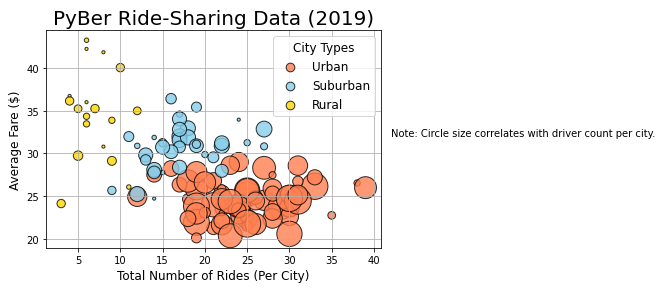 PyBer Ride-Sharing Data (2019)
City Types
Urban
Suburban
Rural
Average Fare ($)
40
35
30
25
20
Note: Circle size correlates with driver count per city.
5 10 15 20 25 30 35 40
Total Number of Rides (Per City)